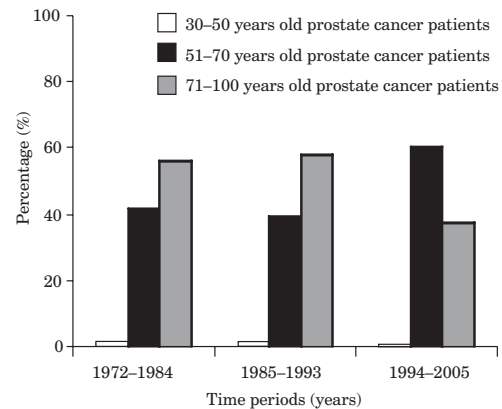 30–50 years old prostate cancer patients
51–70 years old prostate cancer patients
71–100 years old prostate cancer patients
Percentage (%)
100
80
60
40
20
0
1972–1984
1985–1993
1994–2005
Time periods (years)